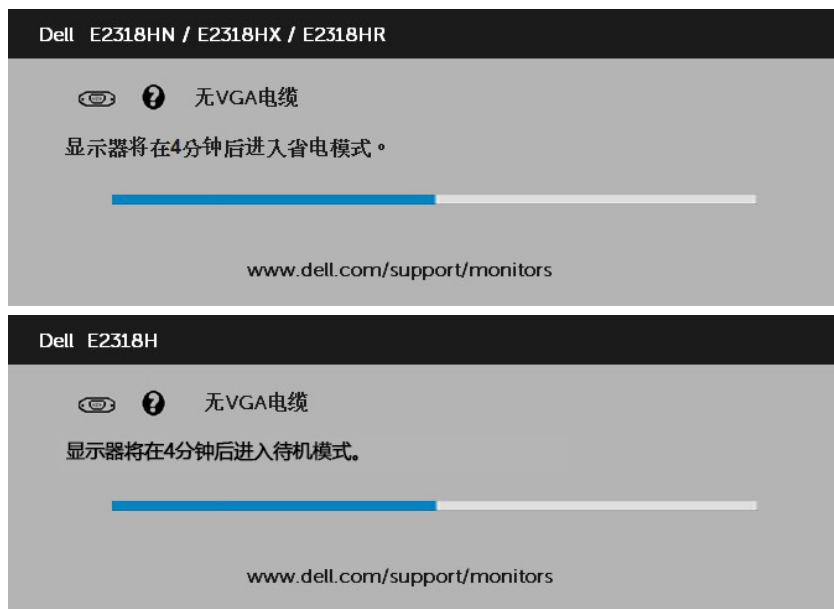 Dell E2318HN / E2318HX / E2318HR
无VGA电缆
显示器将在4分钟后进入省电模式。
www.dell.com/support/monitors
Dell E2318H
无VGA电缆
显示器将在4分钟后进入待机模式。
www.dell.com/support/monitors